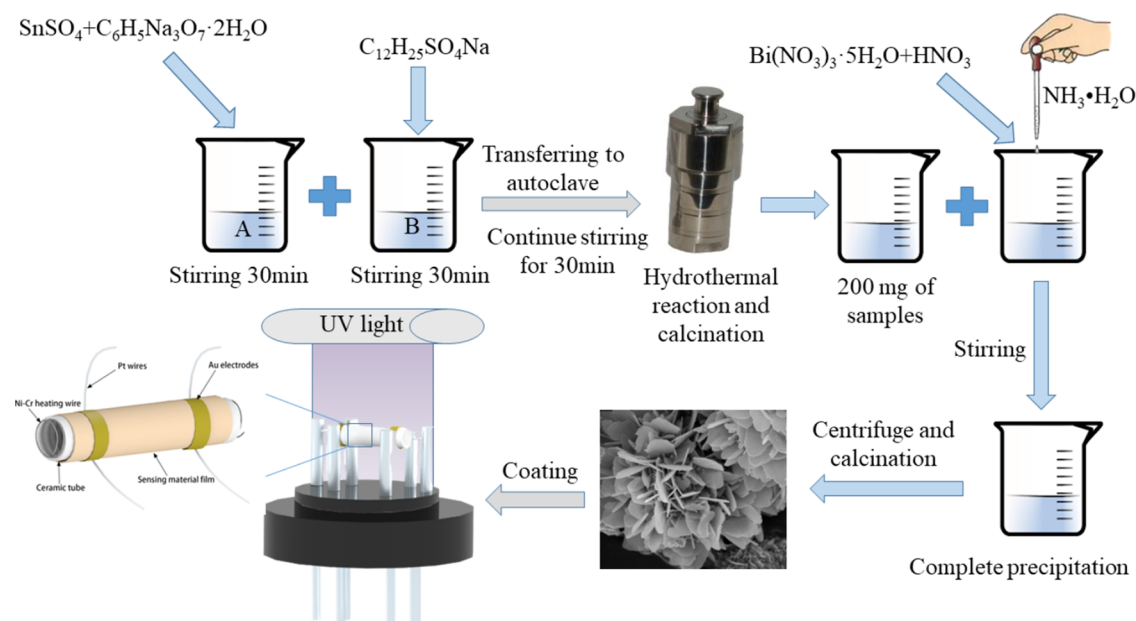 SnSO₄+C₆H₅Na₃O₇·2H₂O
C₁₂H₂₅SO₄Na
Bi(NO₃)₃·5H₂O+HNO₃
NH₃•H₂O
A
B
Transferring to
autoclave
Continue stirring
for 30min
Stirring 30min
Stirring 30min
Hydrothermal
reaction and
calcination
200 mg of
samples
Stirring
UV light
Pt wires
Au electrodes
Ni-Cr heating wire
Ceramic tube
Sensing material film
Coating
Centrifuge and
calcination
Complete precipitation